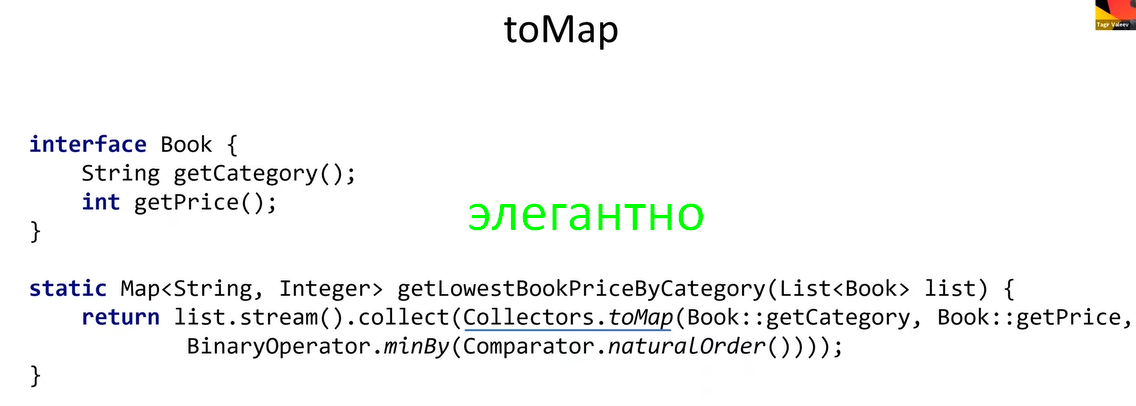 toMap
Tagir Valeev
interface Book {
    String getCategory();
    int getPrice();
}
элегантно
static Map<String, Integer> getLowestBookPriceByCategory(List<Book> list) {
    return list.stream().collect(Collectors.toMap(Book::getCategory, Book::getPrice,
            BinaryOperator.minBy(Comparator.naturalOrder())));
}